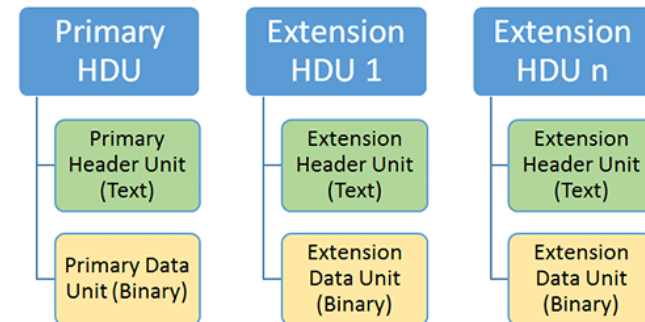 Primary
HDU
Extension
HDU 1
Extension
HDU n
Primary
Header Unit
(Text)
Extension
Header Unit
(Text)
Extension
Header Unit
(Text)
Primary Data
Unit (Binary)
Extension
Data Unit
(Binary)
Extension
Data Unit
(Binary)